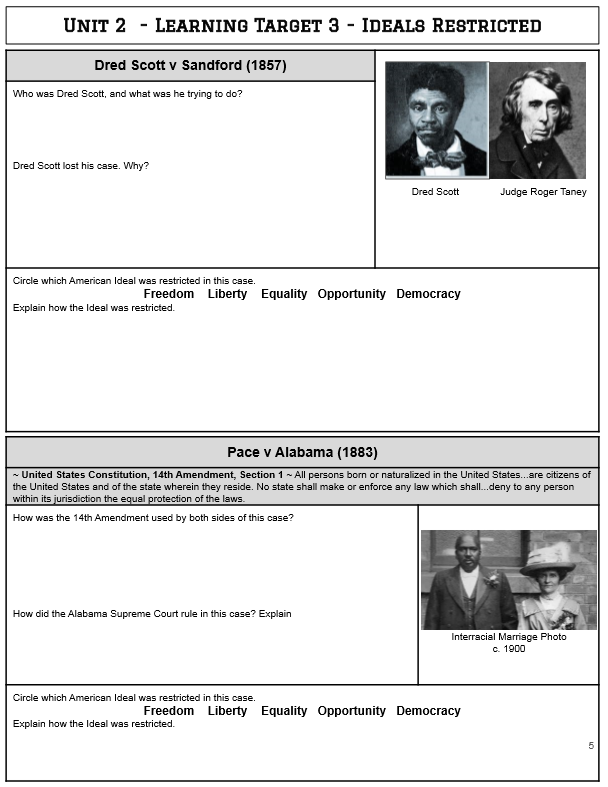 Unit 2 - Learning Target 3 - Ideals Restricted
Dred Scott v Sandford (1857)
Who was Dred Scott, and what was he trying to do?
Dred Scott lost his case. Why?
Dred Scott
Judge Roger Taney
Circle which American Ideal was restricted in this case.
Freedom Liberty Equality Opportunity Democracy
Explain how the Ideal was restricted.
Pace v Alabama (1883)
~ United States Constitution, 14th Amendment, Section 1 ~ All persons born or naturalized in the United States...are citizens of
the United States and of the state wherein they reside. No state shall make or enforce any law which shall...deny to any person
within its jurisdiction the equal protection of the laws.
How was the 14th Amendment used by both sides of this case?
How did the Alabama Supreme Court rule in this case? Explain
Interracial Marriage Photo
c. 1900
Circle which American Ideal was restricted in this case.
Freedom Liberty Equality Opportunity Democracy
Explain how the Ideal was restricted.
5